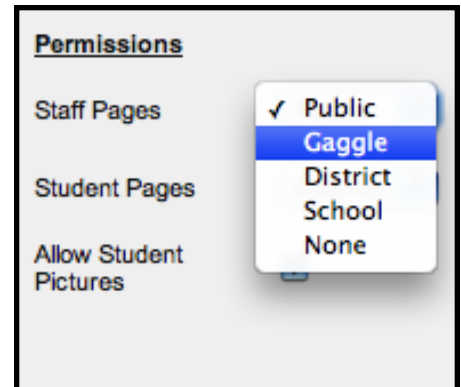 Permissions
Staff Pages
✓ Public
Gaggle
District
School
None
Student Pages
Allow Student
Pictures